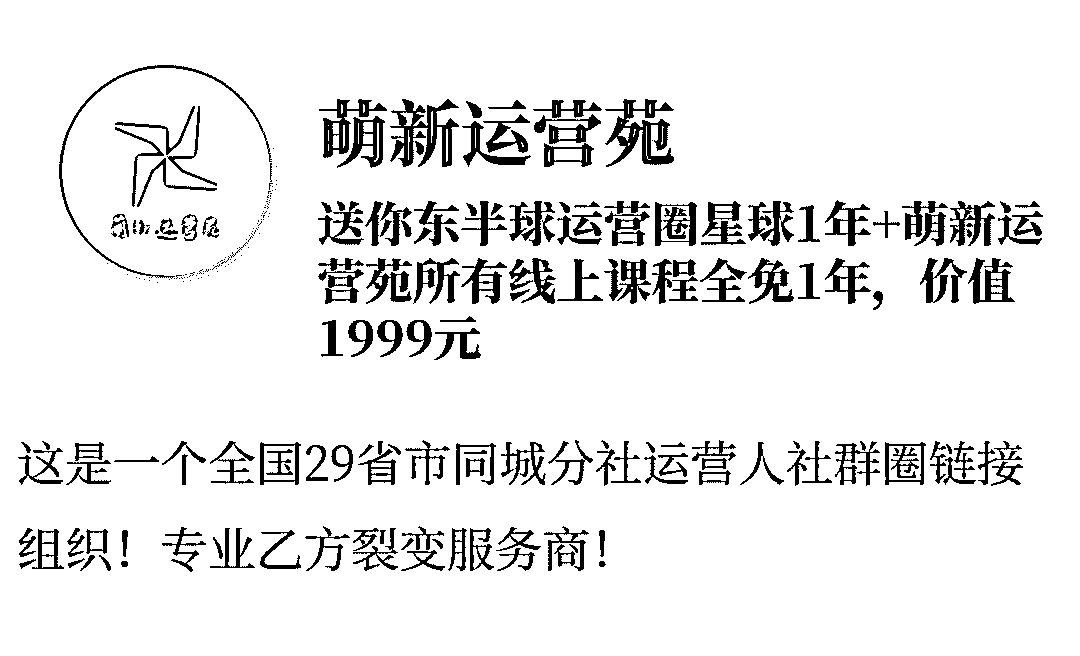 萌新运营苑
送你东半球运营圈星球1年+萌新运
营苑所有线上课程全免1年，价值
1999元
这是一个全国29省市同城分社运营人社群圈链接
组织！专业乙方裂变服务商！